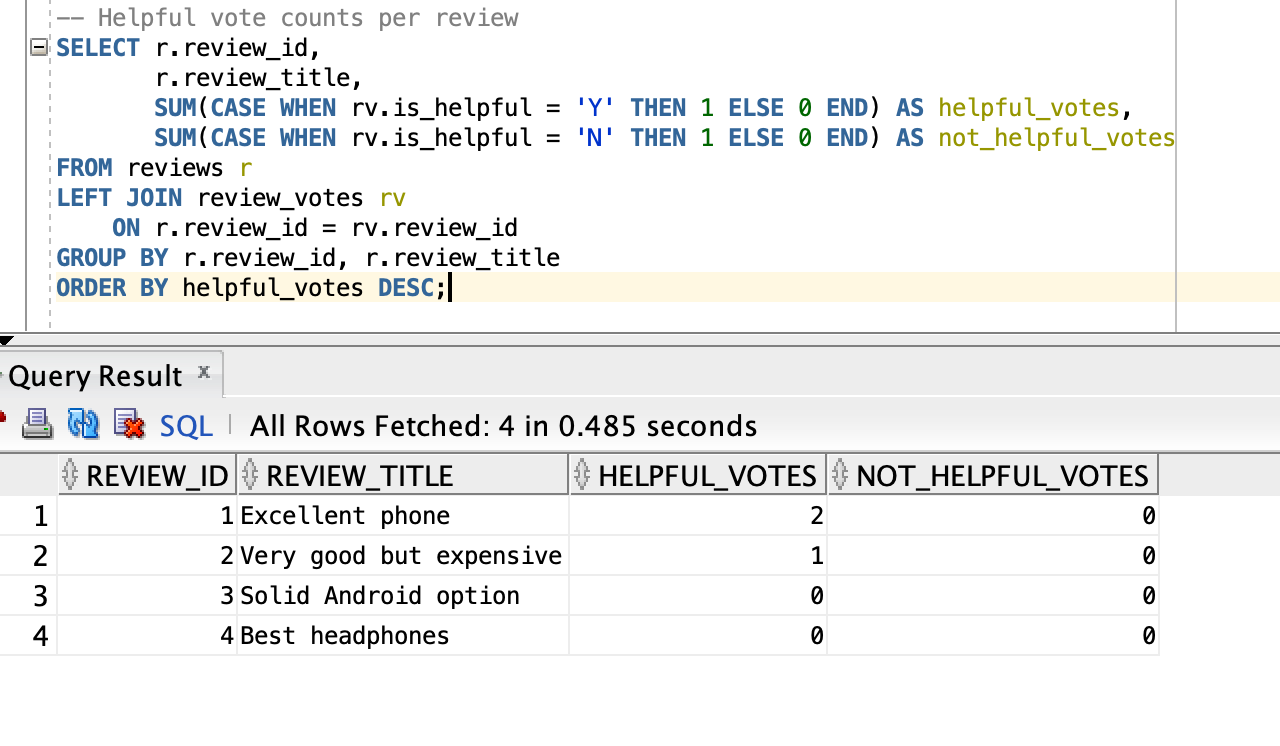 -- Helpful vote counts per review
SELECT r.review_id,
r.review_title,
SUM(CASE WHEN rv.is_helpful = 'Y' THEN 1 ELSE 0 END) AS helpful_votes,
SUM(CASE WHEN rv.is_helpful = 'N' THEN 1 ELSE 0 END) AS not_helpful_votes
FROM reviews r
LEFT JOIN review_votes rv
ON r.review_id = rv.review_id
GROUP BY r.review_id, r.review_title
ORDER BY helpful_votes DESC;
Query Result x
SQL | All Rows Fetched: 4 in 0.485 seconds
REVIEW_ID REVIEW_TITLE HELPFUL_VOTES NOT_HELPFUL_VOTES
1 1 Excellent phone 2 0
2 2 Very good but expensive 1 0
3 3 Solid Android option 0 0
4 4 Best headphones 0 0